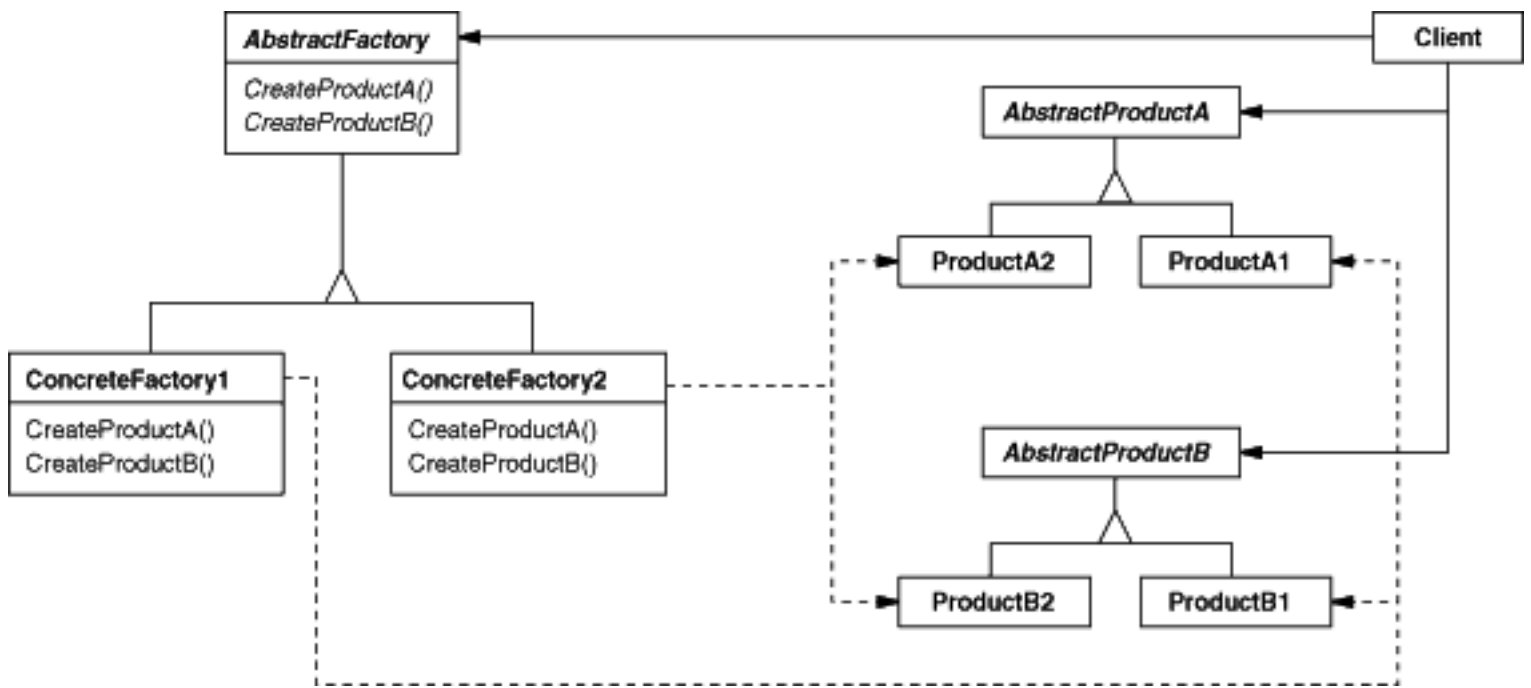 AbstractFactory
CreateProductA()
CreateProductB()
Client
AbstractProductA
ProductA2
ProductA1
ConcreteFactory1
CreateProductA()
CreateProductB()
ConcreteFactory2
CreateProductA()
CreateProductB()
AbstractProductB
ProductB2
ProductB1